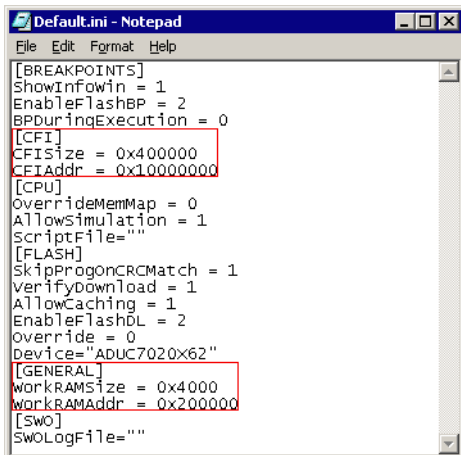 Default.ini - Notepad
File Edit Format Help
[BREAKPOINTS]
ShowInfoWin = 1
EnableFlashBP = 2
BPDuringExecution = 0
[CFI]
CFISize = 0x400000
CFIAddr = 0x10000000
[CPU]
OverrideMemMap = 0
AllowSimulation = 1
ScriptFile=""
[FLASH]
SkipProgOnCRCMatch = 1
VerifyDownload = 1
AllowCaching = 1
EnableFlashDL = 2
Override = 0
Device="ADUC7020X62"
[GENERAL]
WorkRAMSize = 0x4000
WorkRAMAddr = 0x200000
[SWO]
SWOLogFile=""